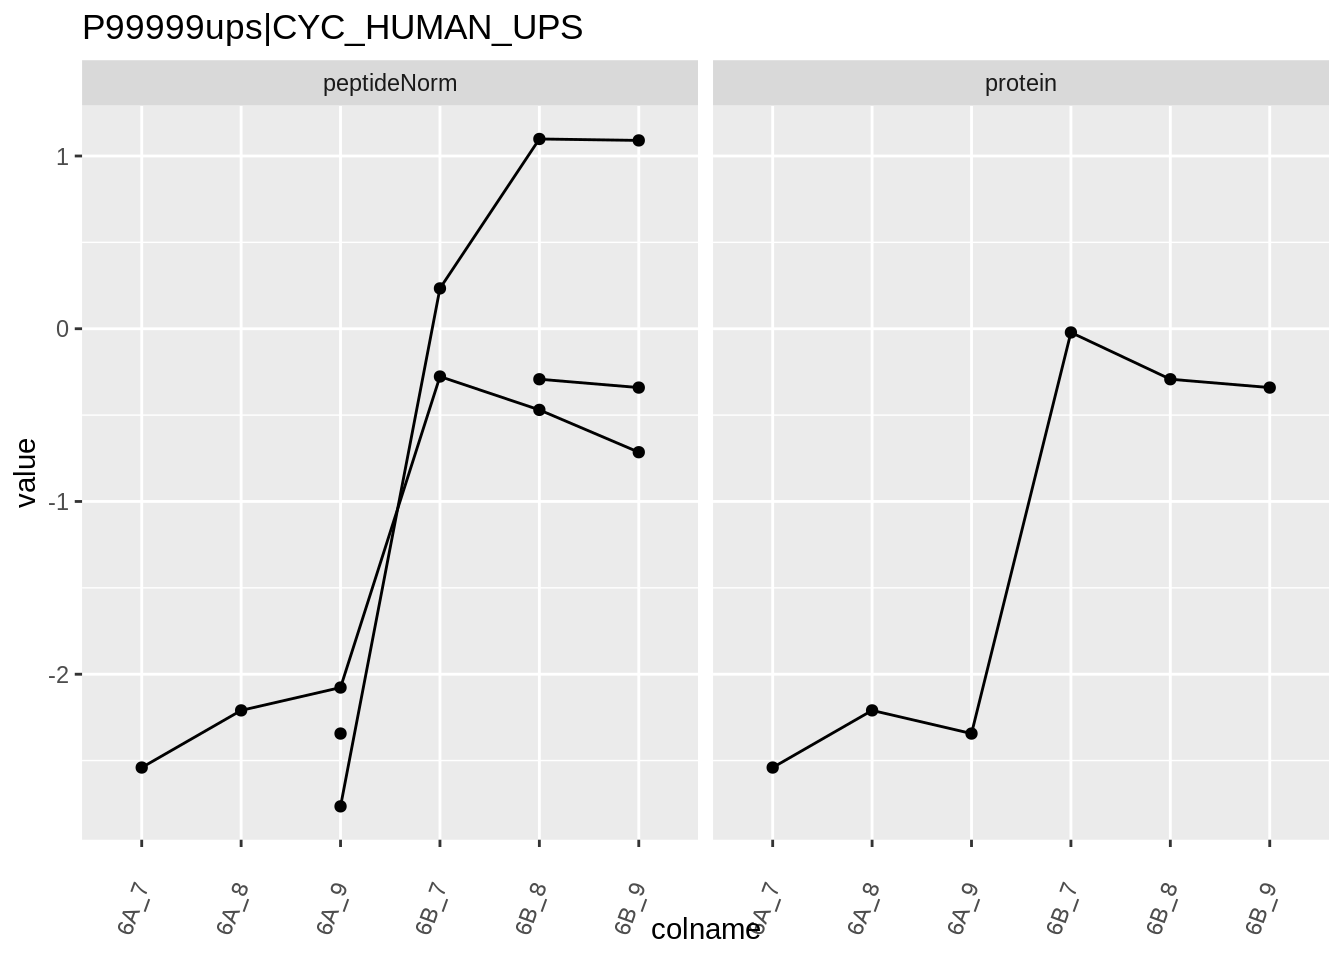 P99999ups|CYC_HUMAN_UPS
peptideNorm
protein
value
1
0
-1
-2
6A_7
6A_8
6A_9
6B_7
6B_8
6B_9
6A_7
6A_8
6A_9
6B_7
6B_8
6B_9
colname